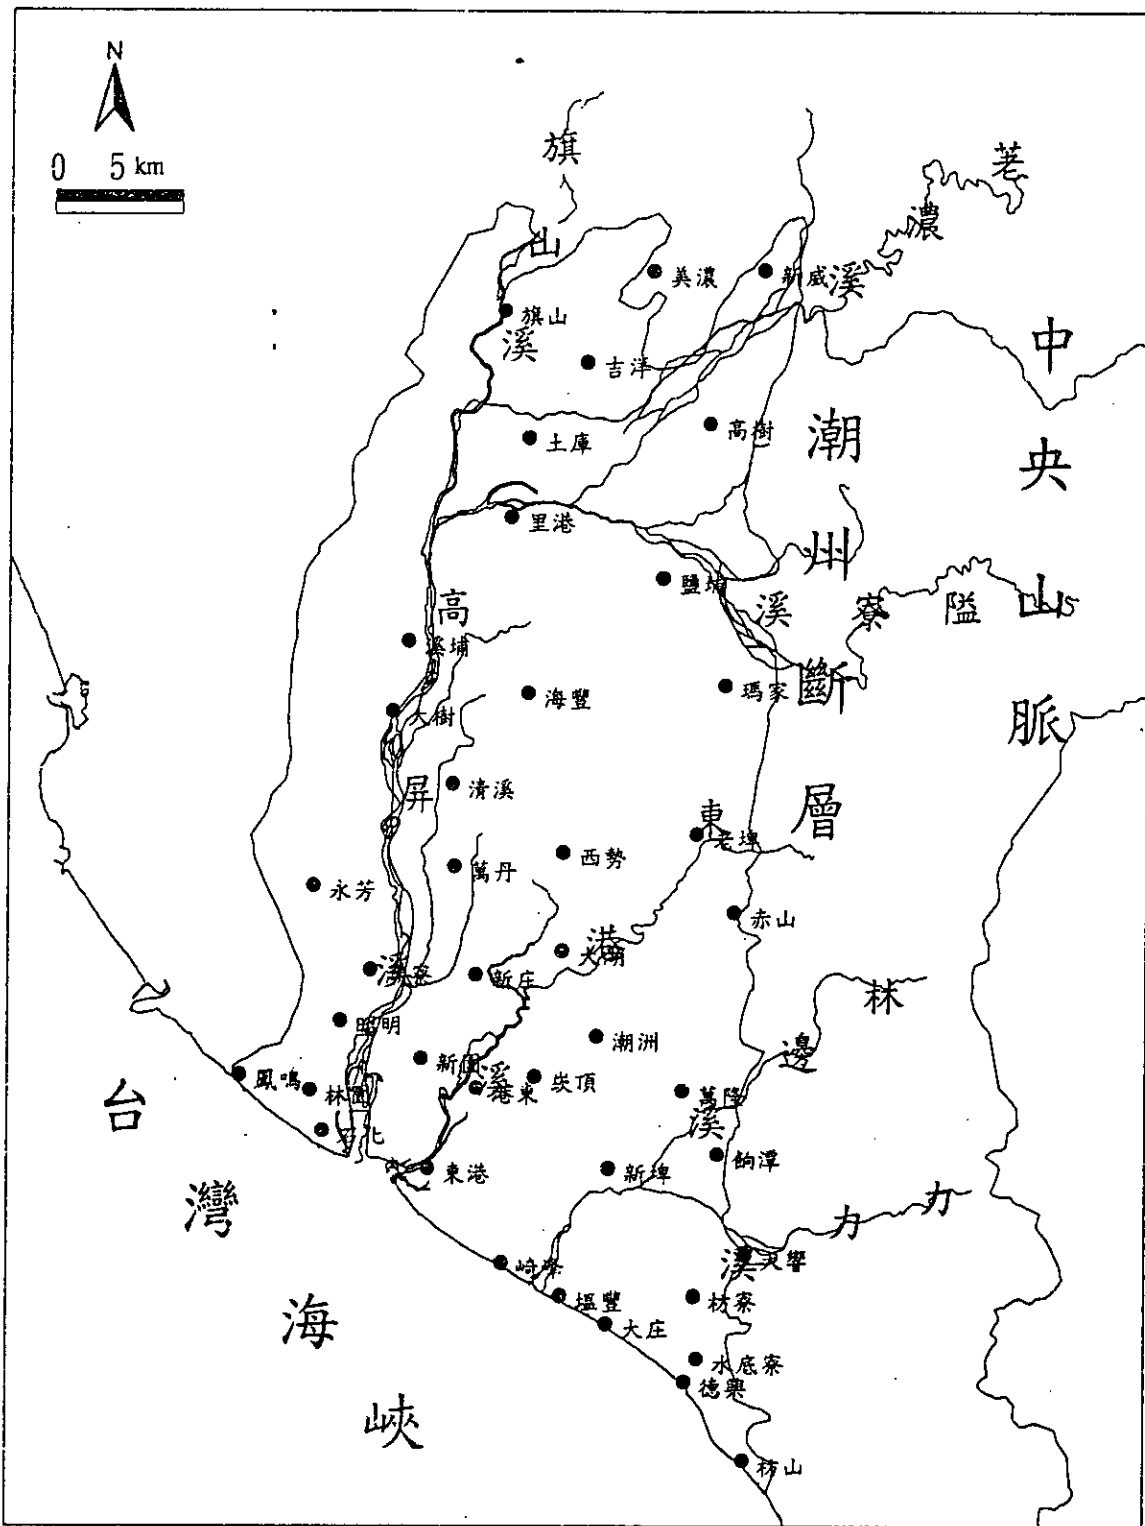 N
0 5 km
旗山溪
荖濃溪
中央山脈
潮州斷層
美濃
新威
旗山
吉洋
土庫
高樹
里港
鹽埔
隘寮溪
高屏溪
溪埔
海豐
瑪家
大樹
清溪
東港溪
老埤
西勢
萬丹
永芳
赤山
大湖
新庄
林邊溪
昭明
潮洲
新園
崁頂
港東
鳳鳴
林園
萬隆
石化
東港
新埤
餉潭
力力溪
崎峰
塭豐
枋寮
大庄
水底寮
德興
枋山
台灣海峽